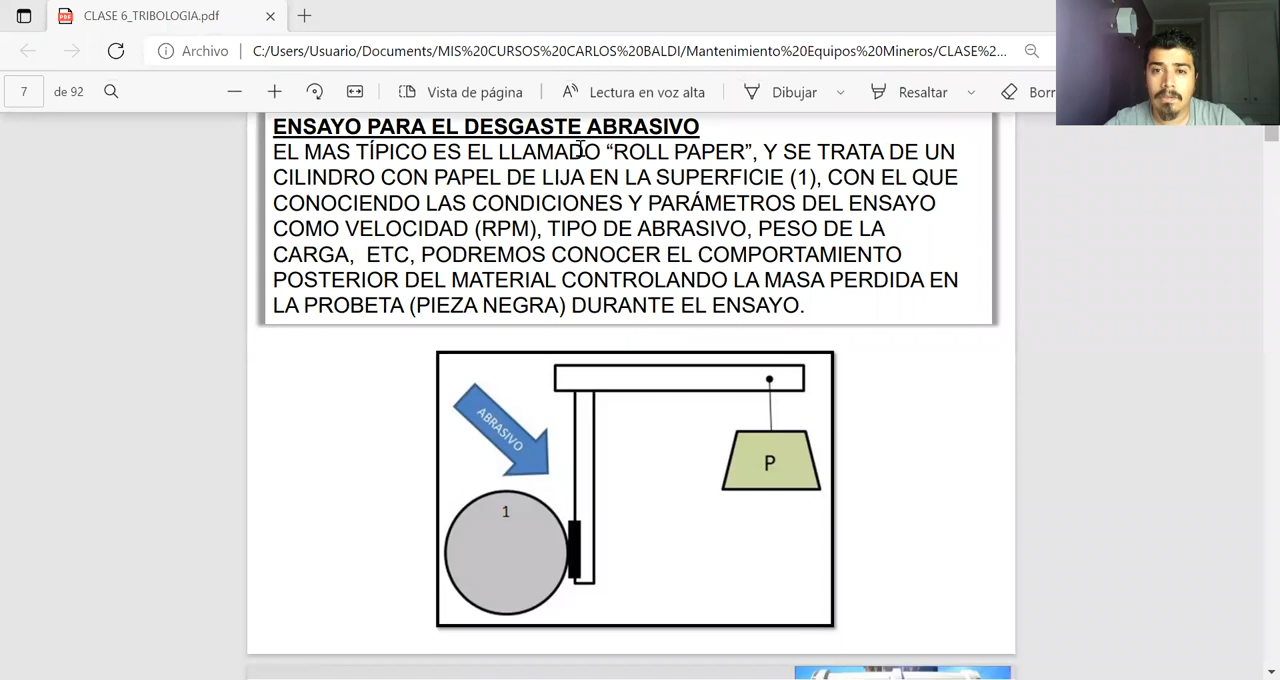 CLASE 6_TRIBOLOGIA.pdf
Archivo
C:/Users/Usuario/Documents/MIS%20CURSOS%20CARLOS%20BALDI/Mantenimiento%20Equipos%20Mineros/CLASE%2...
7 de 92
Vista de página
Lectura en voz alta
Dibujar
Resaltar
Borr
ENSAYO PARA EL DESGASTE ABRASIVO
EL MAS TÍPICO ES EL LLAMADO “ROLL PAPER”, Y SE TRATA DE UN
CILINDRO CON PAPEL DE LIJA EN LA SUPERFICIE (1), CON EL QUE
CONOCIENDO LAS CONDICIONES Y PARÁMETROS DEL ENSAYO
COMO VELOCIDAD (RPM), TIPO DE ABRASIVO, PESO DE LA
CARGA, ETC, PODREMOS CONOCER EL COMPORTAMIENTO
POSTERIOR DEL MATERIAL CONTROLANDO LA MASA PERDIDA EN
LA PROBETA (PIEZA NEGRA) DURANTE EL ENSAYO.
ABRASIVO
P
1